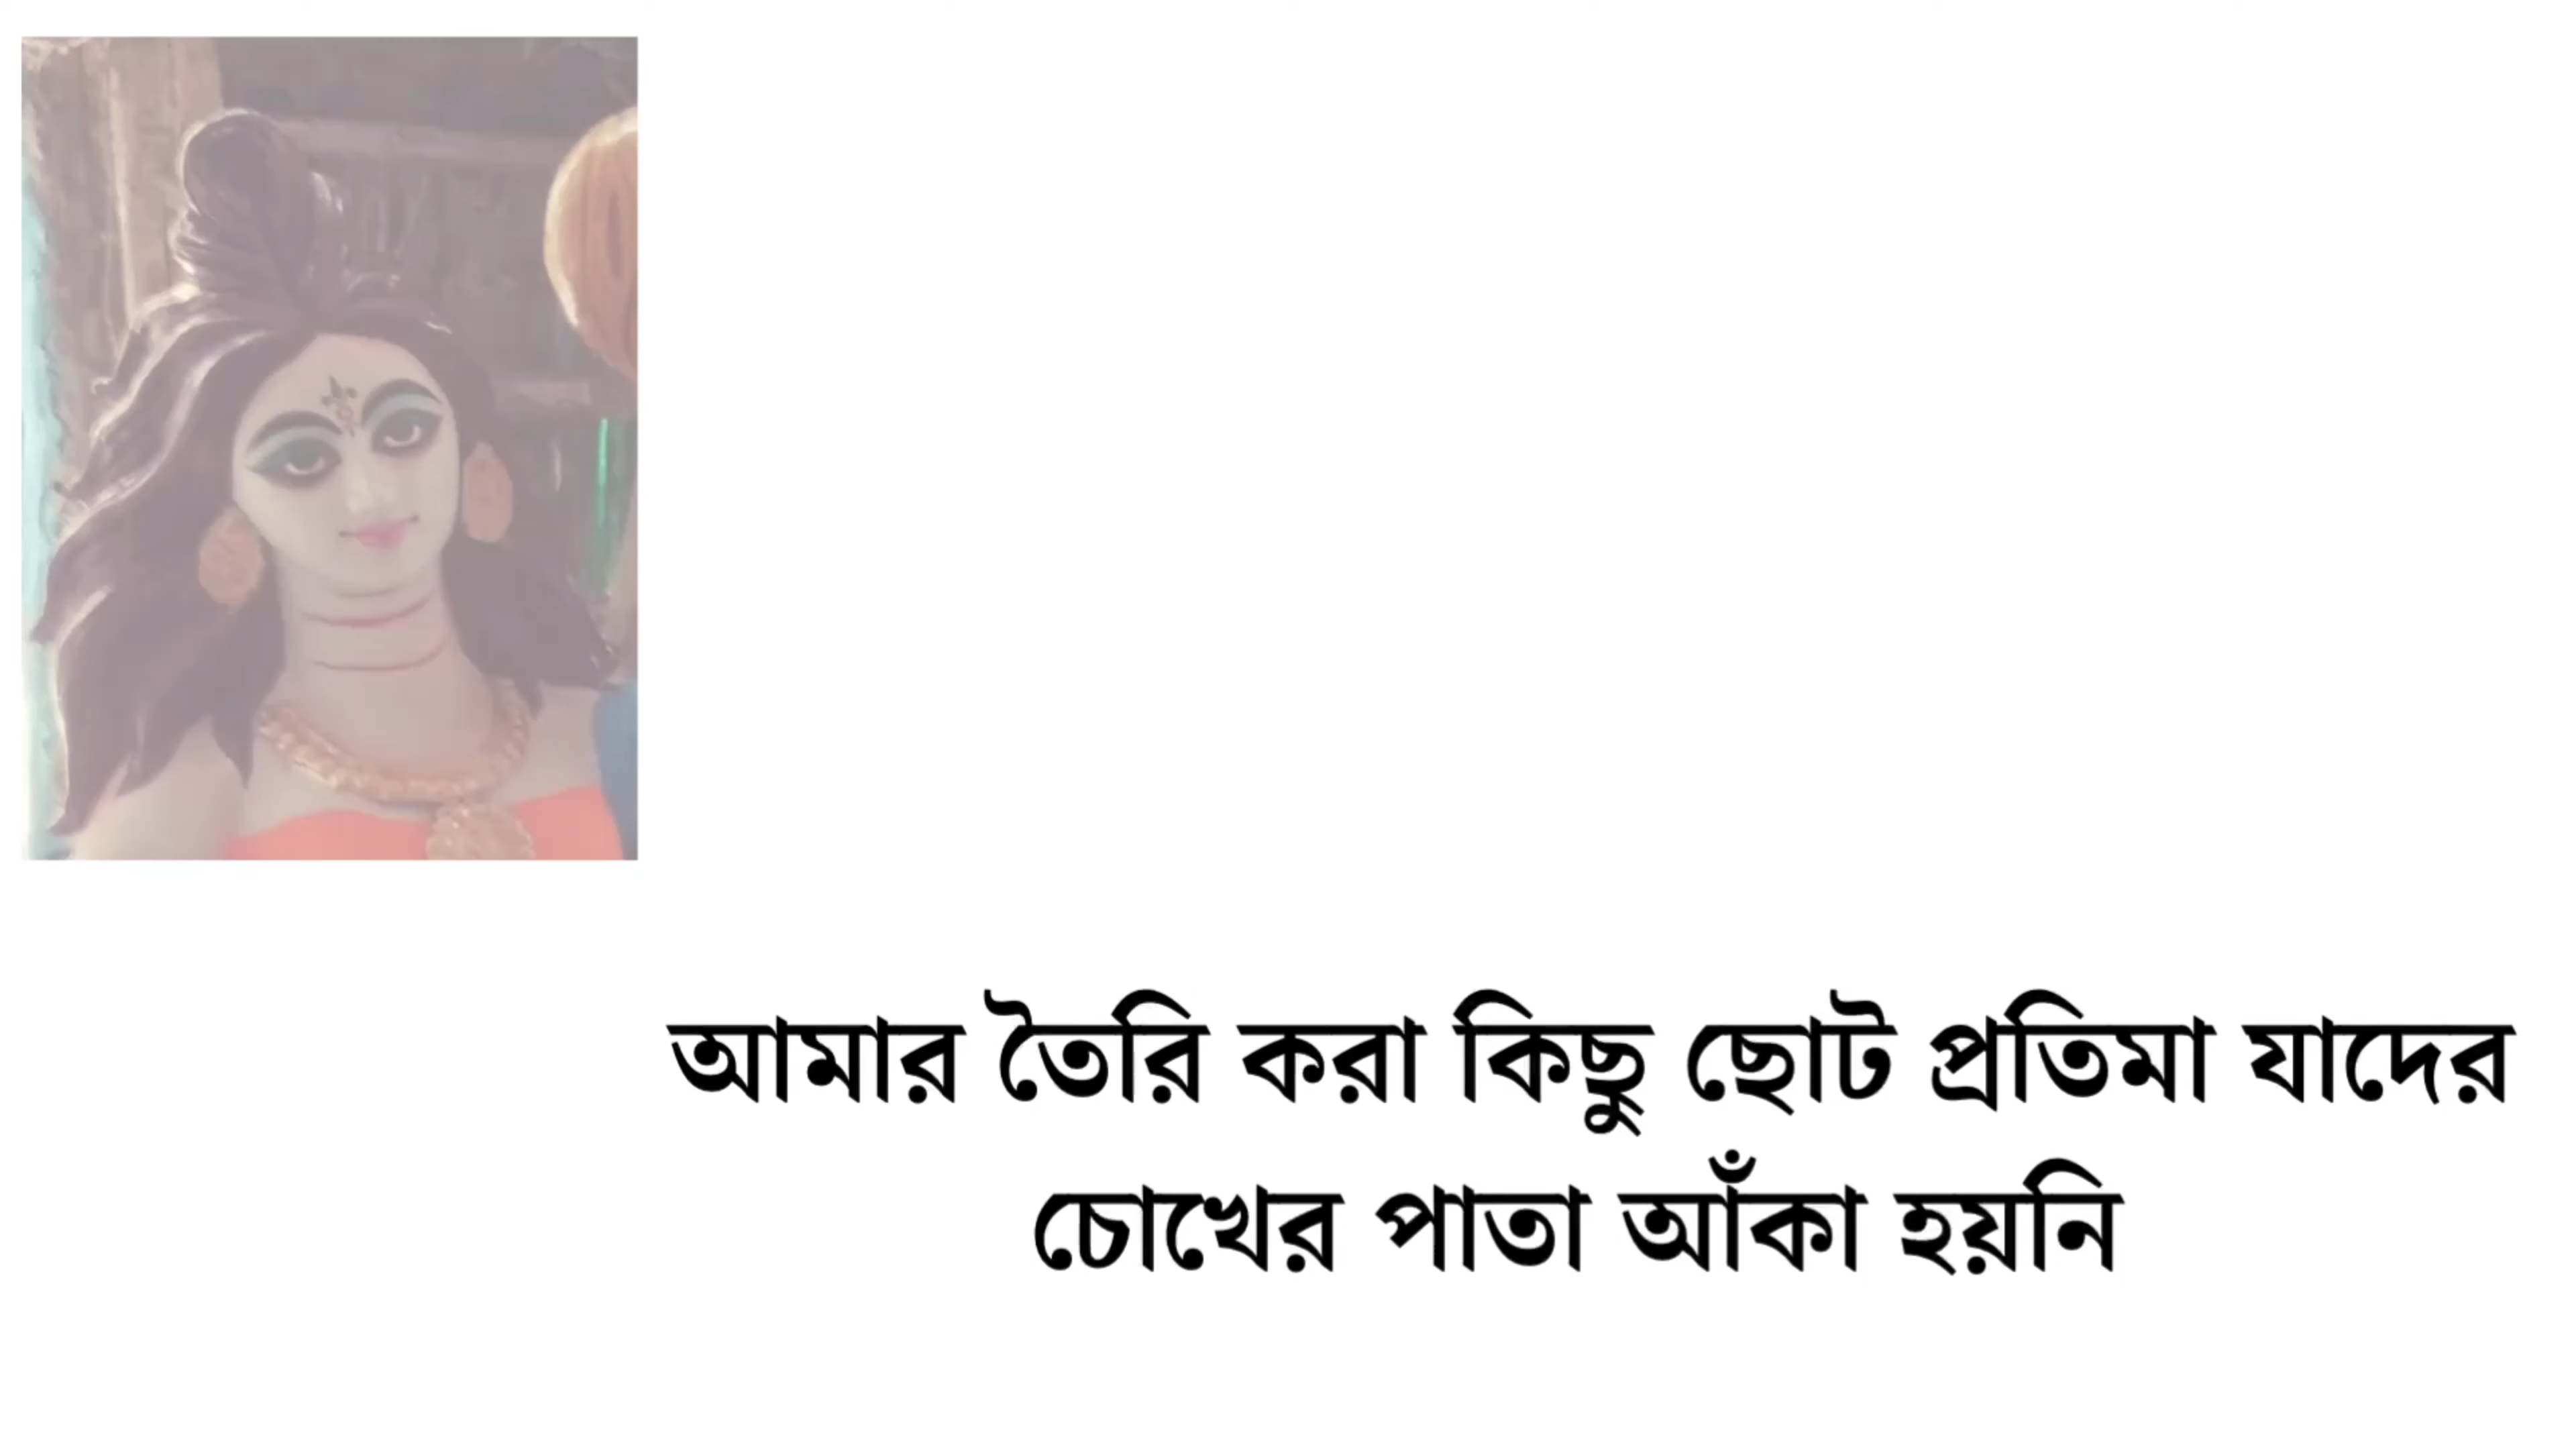 আমার তৈরি করা কিছু ছোট প্রতিমা যাদের
চোখের পাতা আঁকা হয়নি